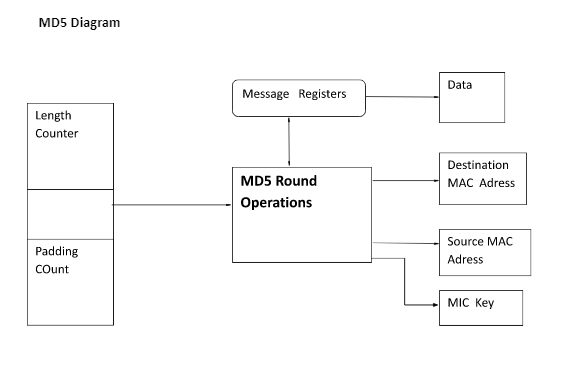 MD5 Diagram
Message Registers
Data
Length
Counter
Destination
MAC Adress
MD5 Round
Operations
Source MAC
Adress
Padding
COunt
MIC Key